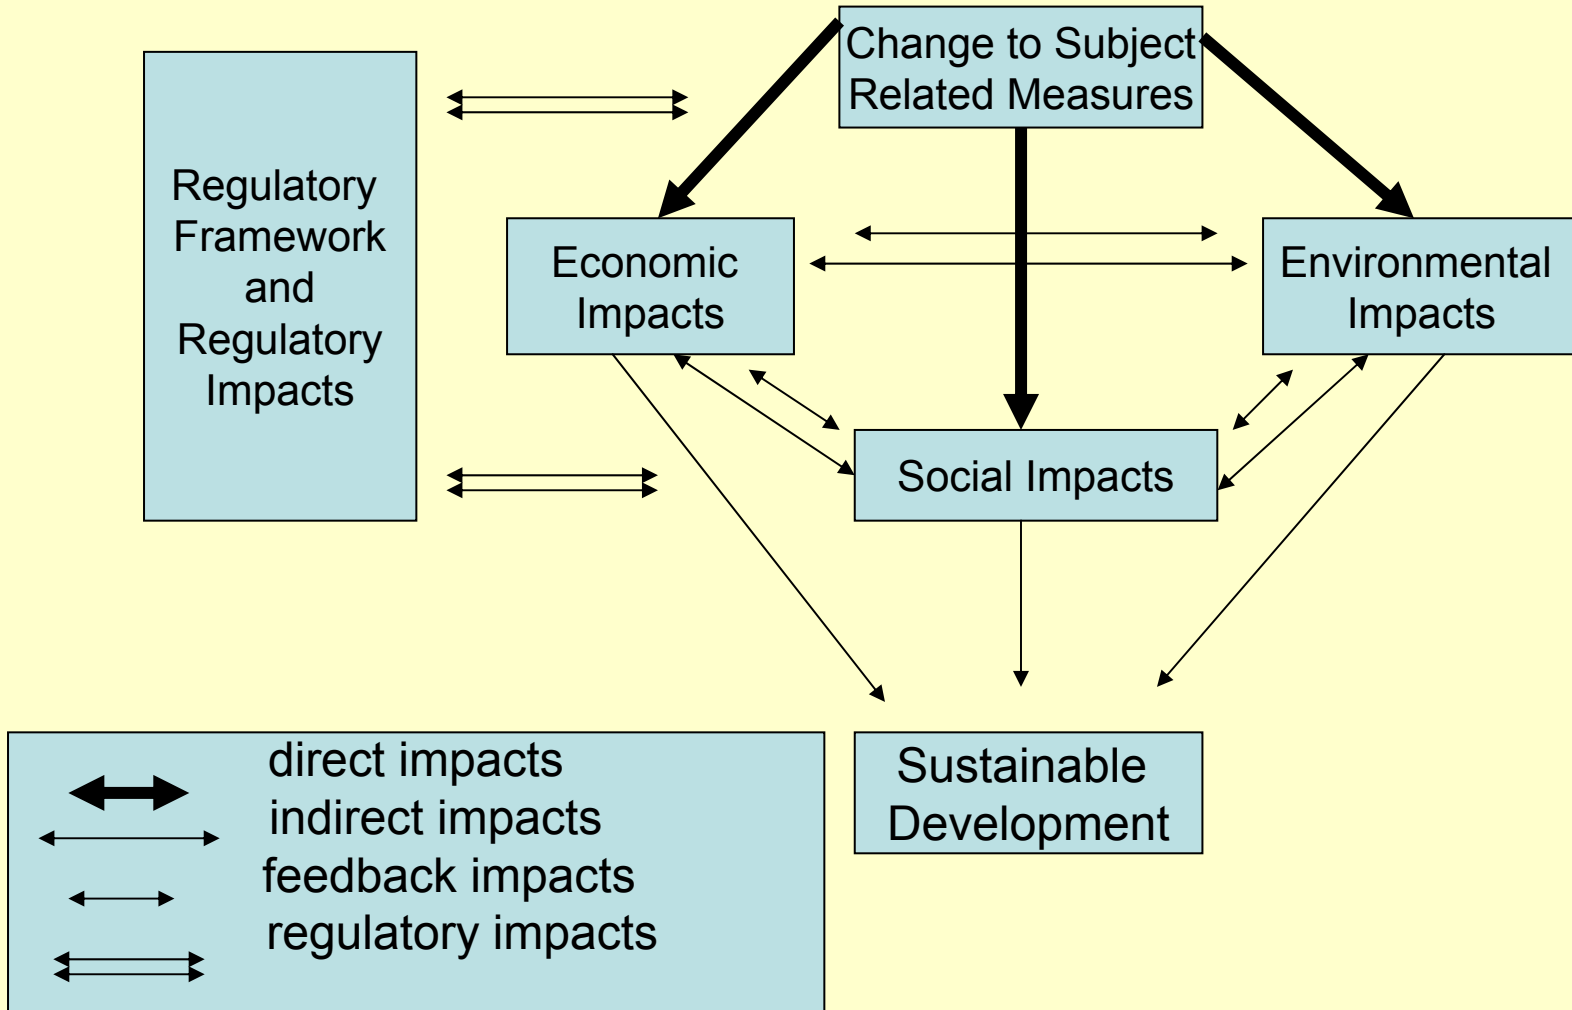 Change to Subject
Related Measures
Regulatory
Framework
and
Regulatory
Impacts
Economic
Impacts
Environmental
Impacts
Social Impacts
Sustainable
Development
direct impacts
indirect impacts
feedback impacts
regulatory impacts